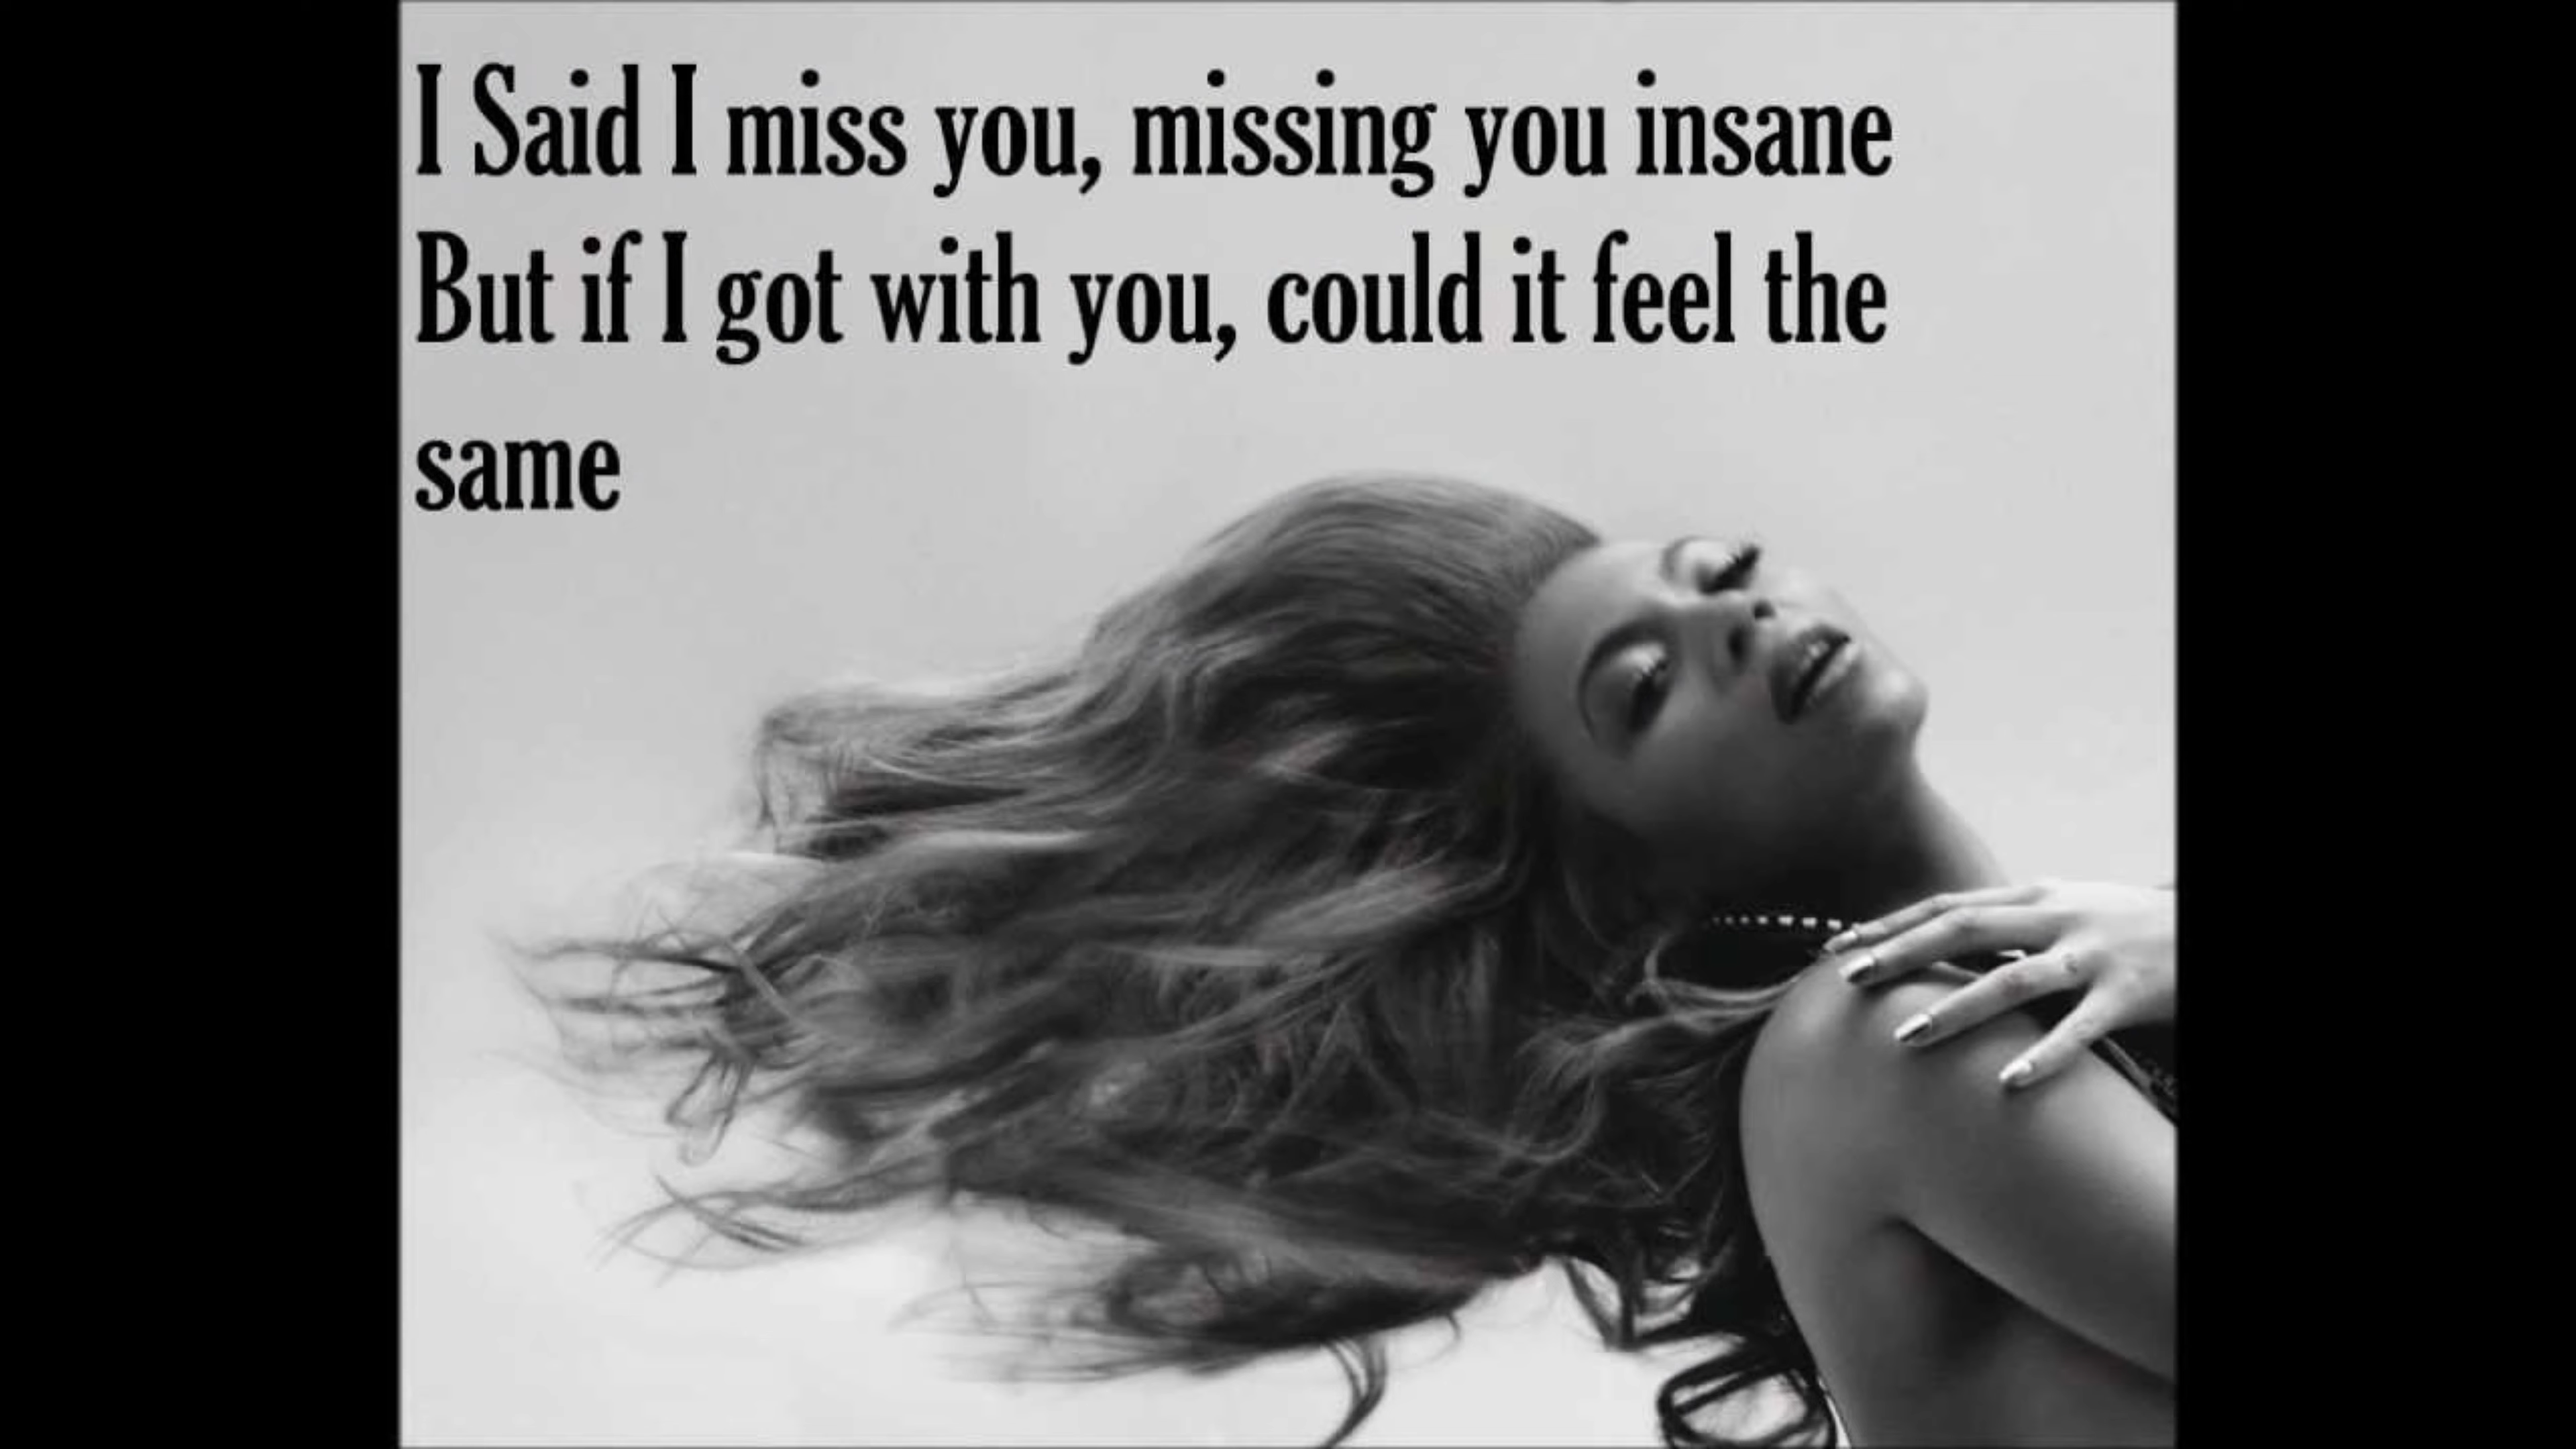 I Said I miss you, missing you insane
But if I got with you, could it feel the
same